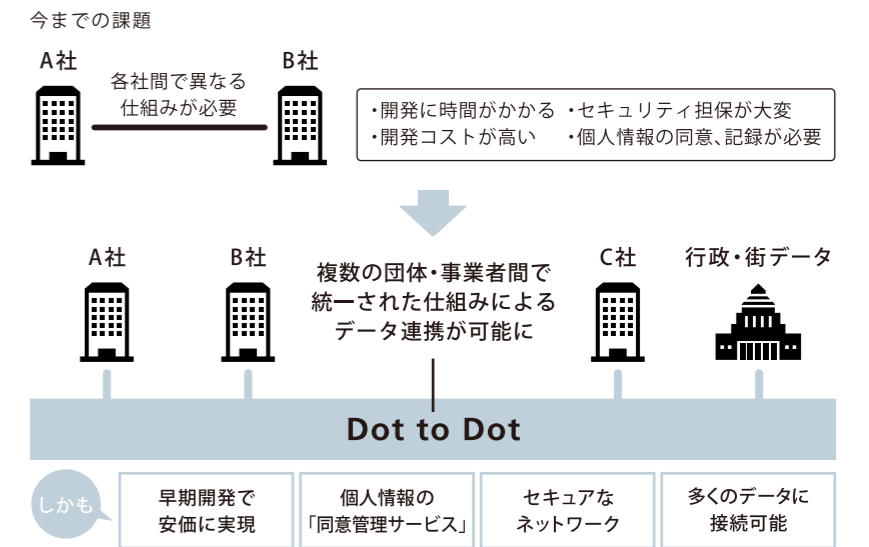 今までの課題
A社
各社間で異なる
仕組みが必要
B社
・開発に時間がかかる ・セキュリティ担保が大変
・開発コストが高い ・個人情報の同意、記録が必要
A社
B社
複数の団体・事業者間で
統一された仕組みによる
データ連携が可能に
C社
行政・街データ
Dot to Dot
しかも
早期開発で
安価に実現
個人情報の
「同意管理サービス」
セキュアな
ネットワーク
多くのデータに
接続可能